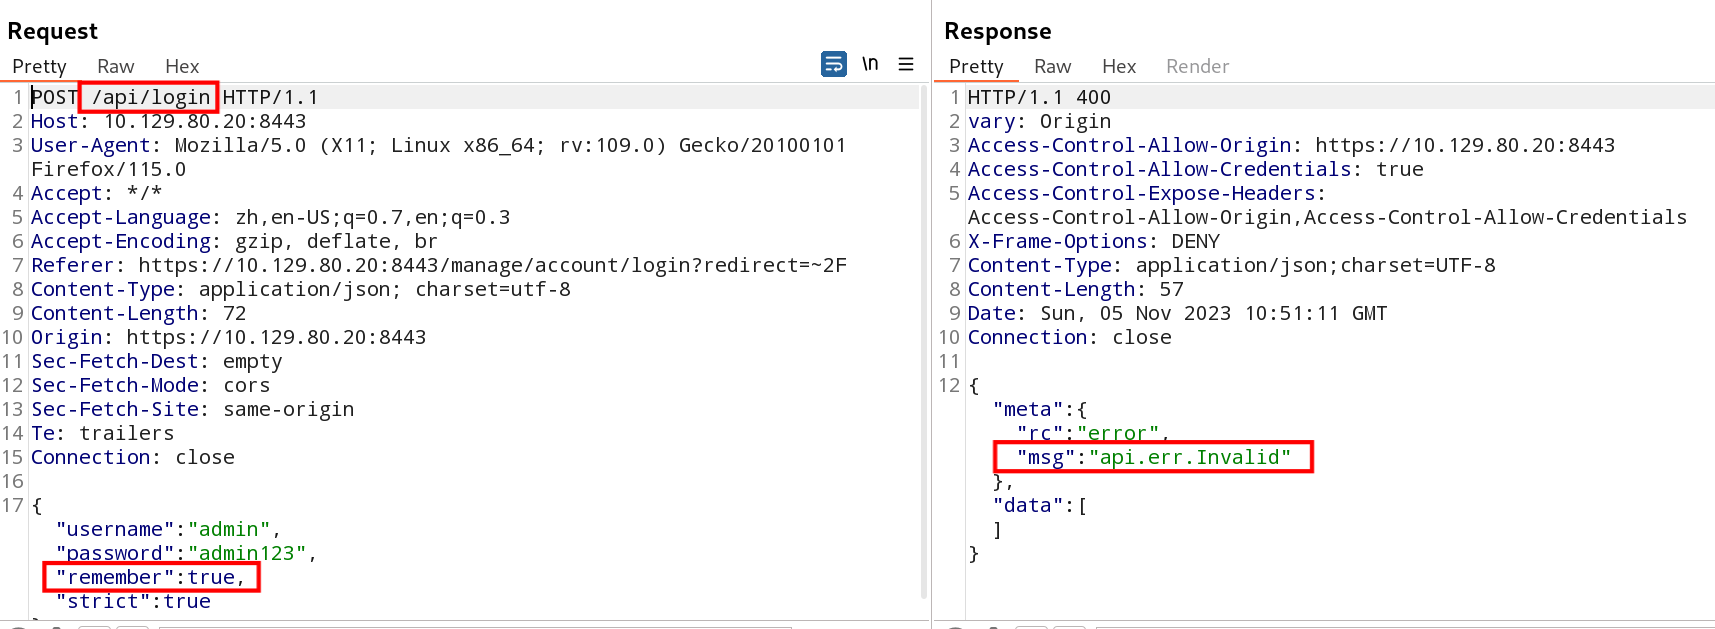 Request
Pretty Raw Hex \n
1 POST /api/login HTTP/1.1
2 Host: 10.129.80.20:8443
3 User-Agent: Mozilla/5.0 (X11; Linux x86_64; rv:109.0) Gecko/20100101
Firefox/115.0
4 Accept: */*
5 Accept-Language: zh,en-US;q=0.7,en;q=0.3
6 Accept-Encoding: gzip, deflate, br
7 Referer: https://10.129.80.20:8443/manage/account/login?redirect=~2F
8 Content-Type: application/json; charset=utf-8
9 Content-Length: 72
10 Origin: https://10.129.80.20:8443
11 Sec-Fetch-Dest: empty
12 Sec-Fetch-Mode: cors
13 Sec-Fetch-Site: same-origin
14 Te: trailers
15 Connection: close
16
17 {
"username":"admin",
"password":"admin123",
"remember":true,
"strict":true
Response
Pretty Raw Hex Render
1 HTTP/1.1 400
2 vary: Origin
3 Access-Control-Allow-Origin: https://10.129.80.20:8443
4 Access-Control-Allow-Credentials: true
5 Access-Control-Expose-Headers:
Access-Control-Allow-Origin,Access-Control-Allow-Credentials
6 X-Frame-Options: DENY
7 Content-Type: application/json;charset=UTF-8
8 Content-Length: 57
9 Date: Sun, 05 Nov 2023 10:51:11 GMT
10 Connection: close
11
12 {
"meta":{
"rc":"error",
"msg":"api.err.Invalid"
},
"data":[
]
}